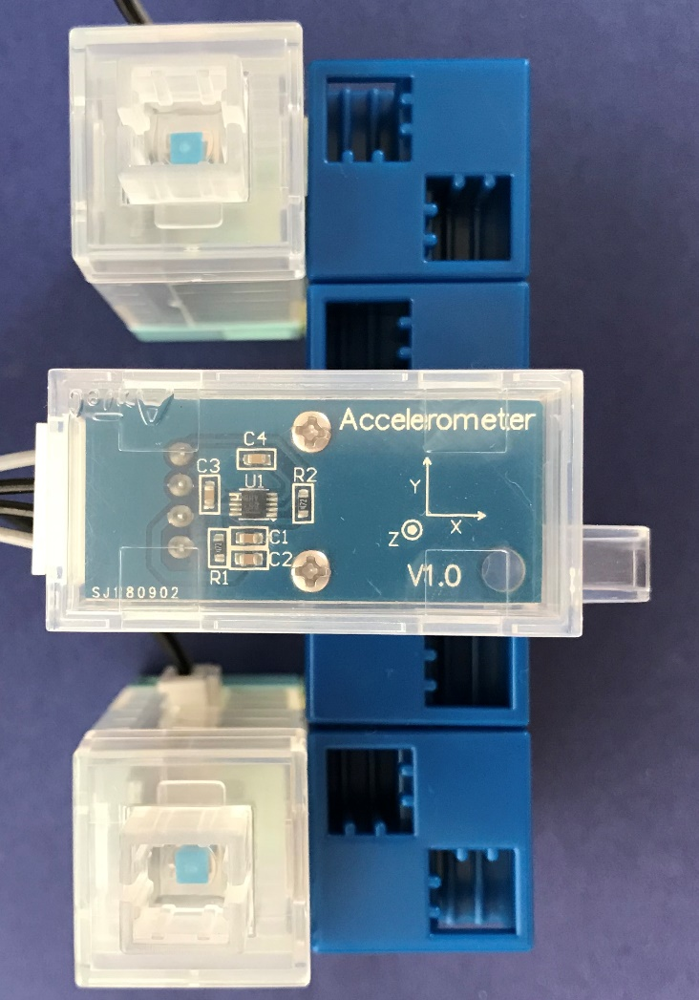 Accelerometer
C4
C3
U1
R2
Y
C1
X
Z
C2
R1
V1.0
SJ180902